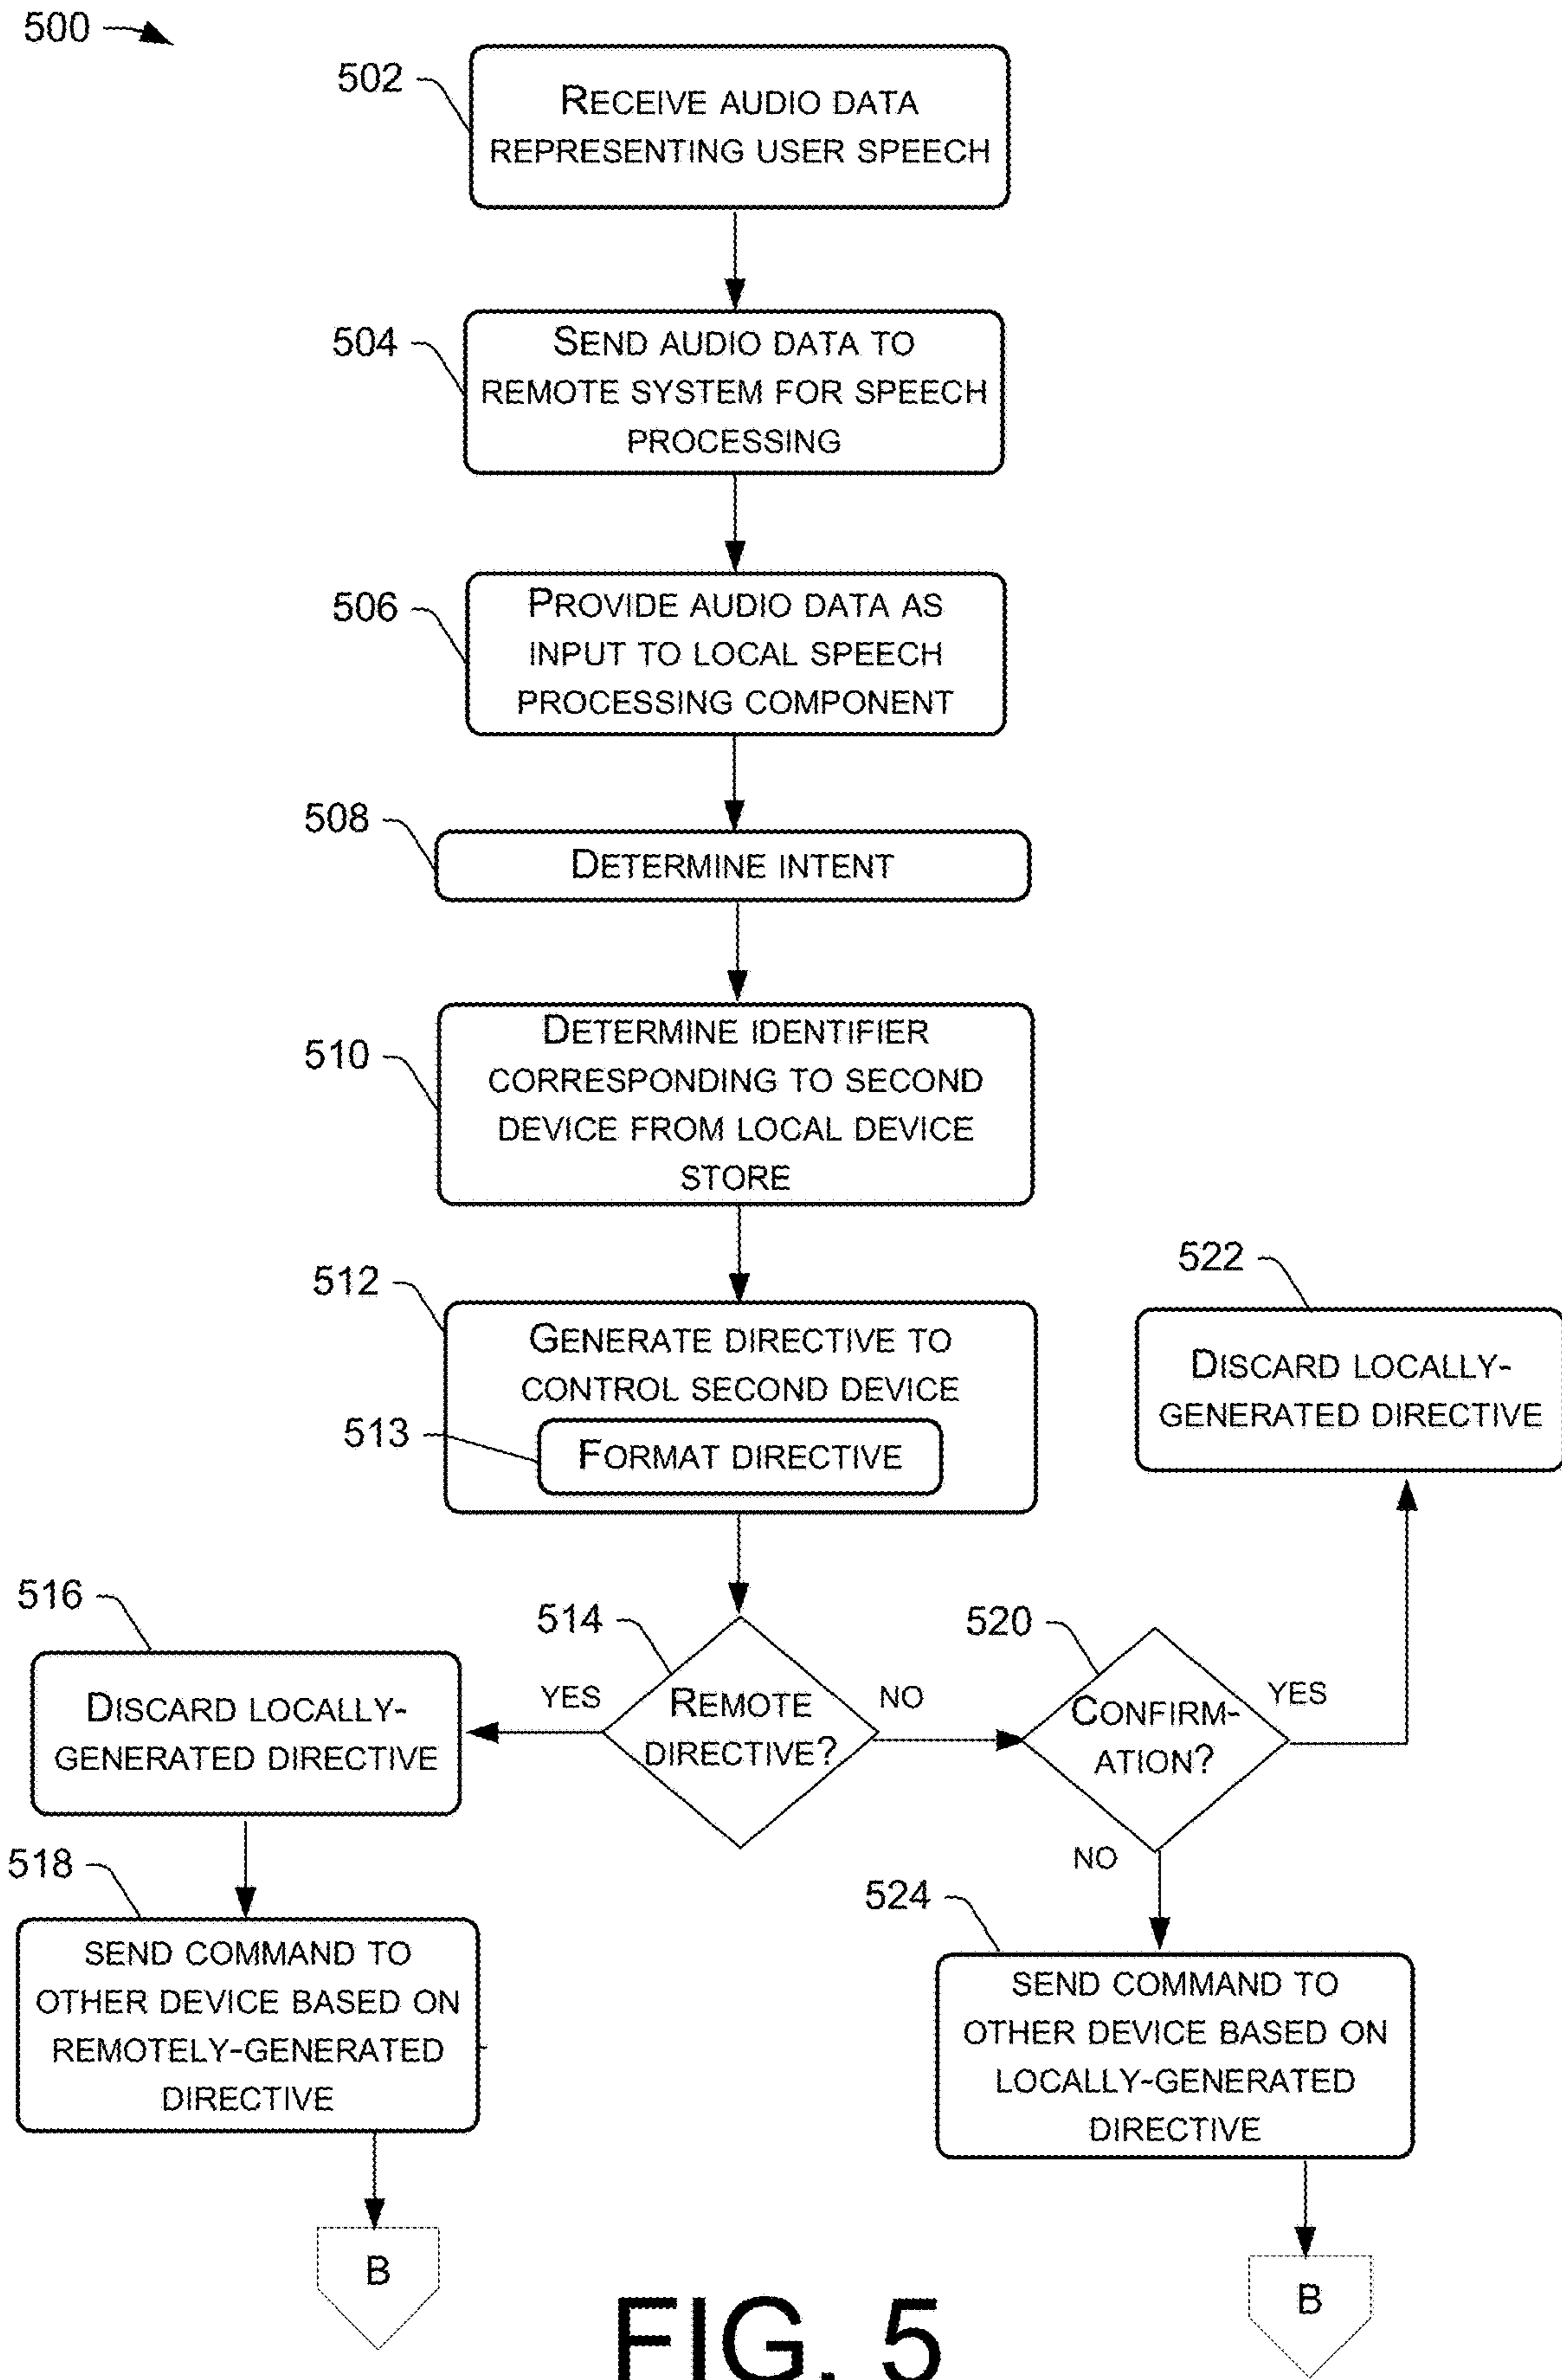 500
502
RECEIVE AUDIO DATA
REPRESENTING USER SPEECH
504
SEND AUDIO DATA TO
REMOTE SYSTEM FOR SPEECH
PROCESSING
506
PROVIDE AUDIO DATA AS
INPUT TO LOCAL SPEECH
PROCESSING COMPONENT
508
DETERMINE INTENT
510
DETERMINE IDENTIFIER
CORRESPONDING TO SECOND
DEVICE FROM LOCAL DEVICE
STORE
512
GENERATE DIRECTIVE TO
CONTROL SECOND DEVICE
513
FORMAT DIRECTIVE
522
DISCARD LOCALLY-
GENERATED DIRECTIVE
514
REMOTE
DIRECTIVE?
YES
NO
516
DISCARD LOCALLY-
GENERATED DIRECTIVE
518
SEND COMMAND TO
OTHER DEVICE BASED ON
REMOTELY-GENERATED
DIRECTIVE
B
520
CONFIRM-
ATION?
YES
NO
524
SEND COMMAND TO
OTHER DEVICE BASED ON
LOCALLY-GENERATED
DIRECTIVE
B
FIG. 5